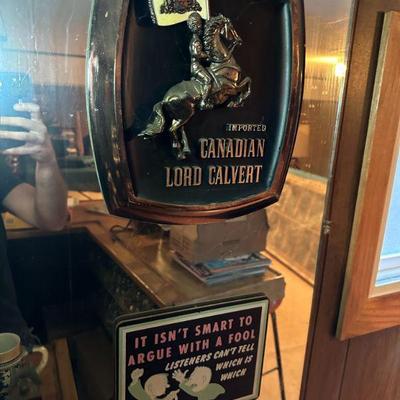 IMPORTED
CANADIAN
LORD CALVERT
IT ISN'T SMART TO
ARGUE WITH A FOOL
LISTENERS CAN'T TELL
WHICH IS
WHICH